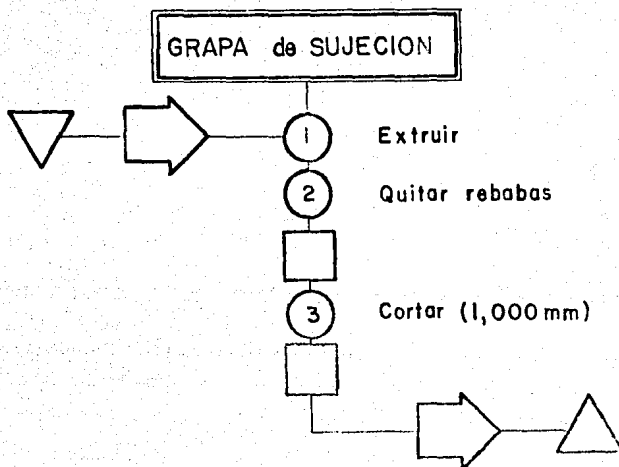 GRAPA de SUJECION
1 Extruir
2 Quitar rebabas
3 Cortar (1,000 mm)